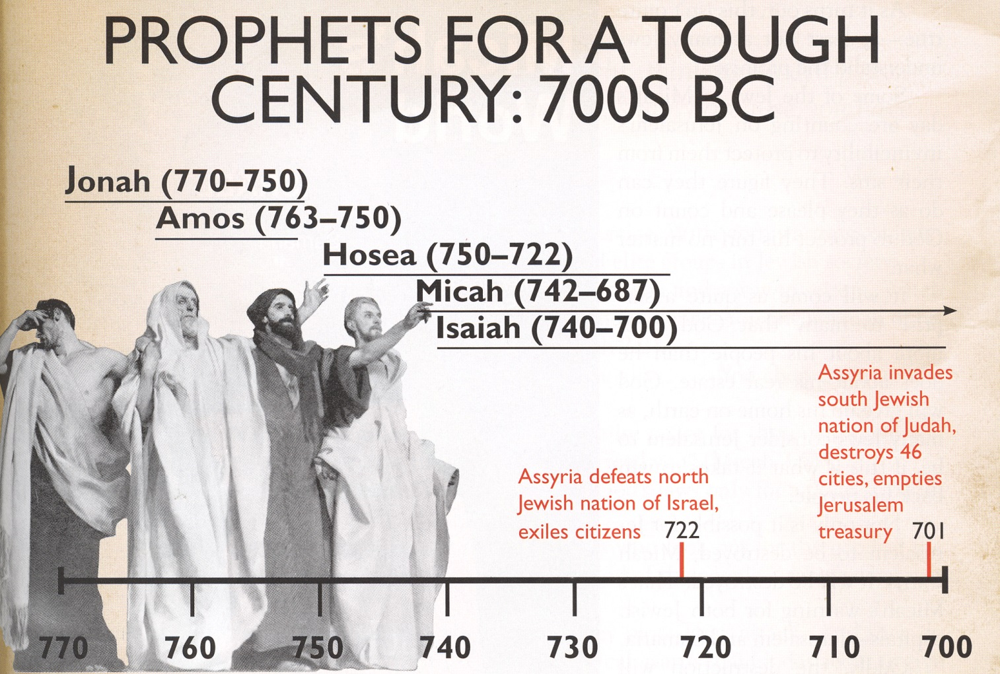 PROPHETS FOR A TOUGH
CENTURY: 700S BC
Jonah (770–750)
Amos (763–750)
Hosea (750–722)
Micah (742–687)
Isaiah (740–700)
Assyria invades
south Jewish
nation of Judah,
destroys 46
cities, empties
Jerusalem
treasury 701
Assyria defeats north
Jewish nation of Israel,
exiles citizens 722
770 760 750 740 730 720 710 700